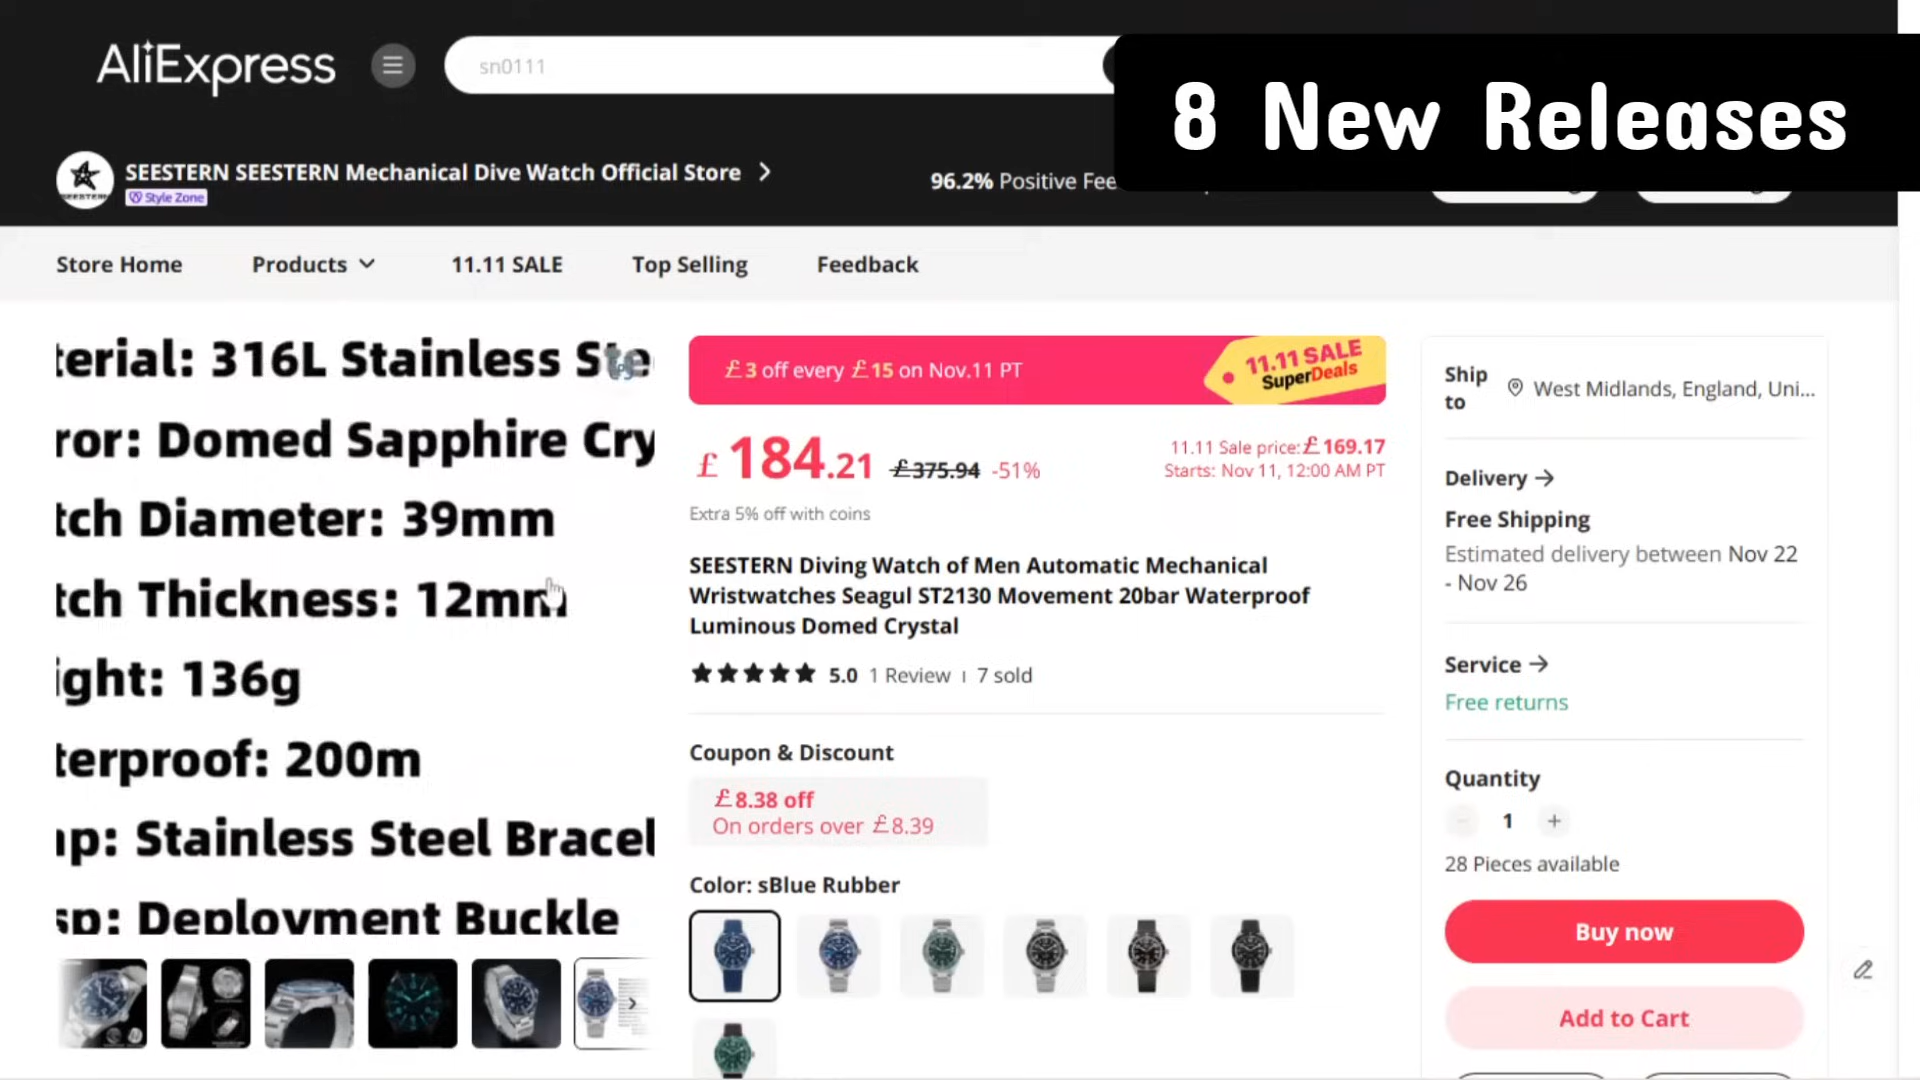 AliExpress
sn0111
8 New Releases
SEESTERN SEESTERN Mechanical Dive Watch Official Store
Style Zone
96.2% Positive Fee
Store Home
Products
11.11 SALE
Top Selling
Feedback
terial: 316L Stainless Ste
ror: Domed Sapphire Cry
tch Diameter: 39mm
tch Thickness: 12mm
ight: 136g
terproof: 200m
ap: Stainless Steel Bracel
sp: Deployment Buckle
£3 off every £15 on Nov.11 PT
11.11 SALE
SuperDeals
£184.21 £375.94 -51%
11.11 Sale price:£169.17
Starts: Nov 11, 12:00 AM PT
Extra 5% off with coins
SEESTERN Diving Watch of Men Automatic Mechanical
Wristwatches Seagul ST2130 Movement 20bar Waterproof
Luminous Domed Crystal
5.0 1 Review | 7 sold
Coupon & Discount
£8.38 off
On orders over £8.39
Color: sBlue Rubber
Ship
to
West Midlands, England, Uni...
Delivery
Free Shipping
Estimated delivery between Nov 22
- Nov 26
Service
Free returns
Quantity
- 1 +
28 Pieces available
Buy now
Add to Cart